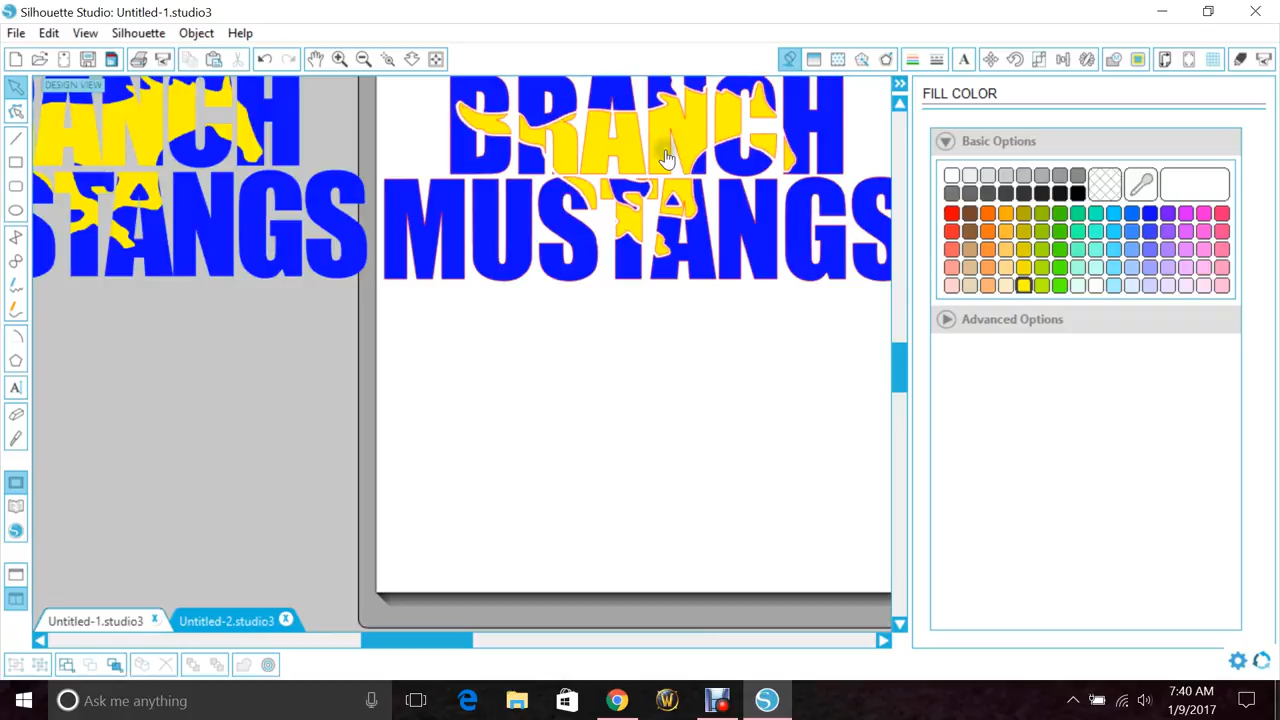 Silhouette Studio: Untitled-1.studio3
File Edit View Silhouette Object Help
DESIGN VIEW
FILL COLOR
Basic Options
Advanced Options
ANCH
STANGS
BRANCH
MUSTANGS
Untitled-1.studio3 x
Untitled-2.studio3 x
Ask me anything
7:40 AM
1/9/2017